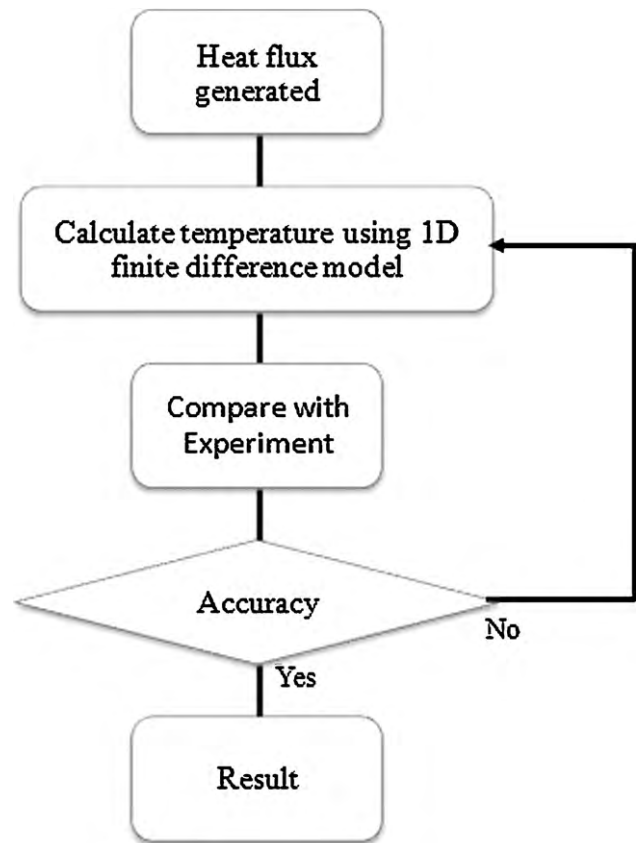 Heat flux
generated
Calculate temperature using 1D
finite difference model
Compare with
Experiment
Accuracy
No
Yes
Result